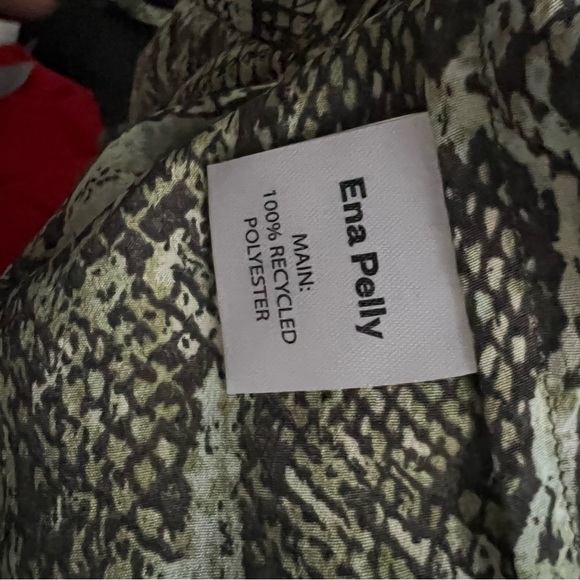 Ena Pelly
MAIN:
100% RECYCLED
POLYESTER